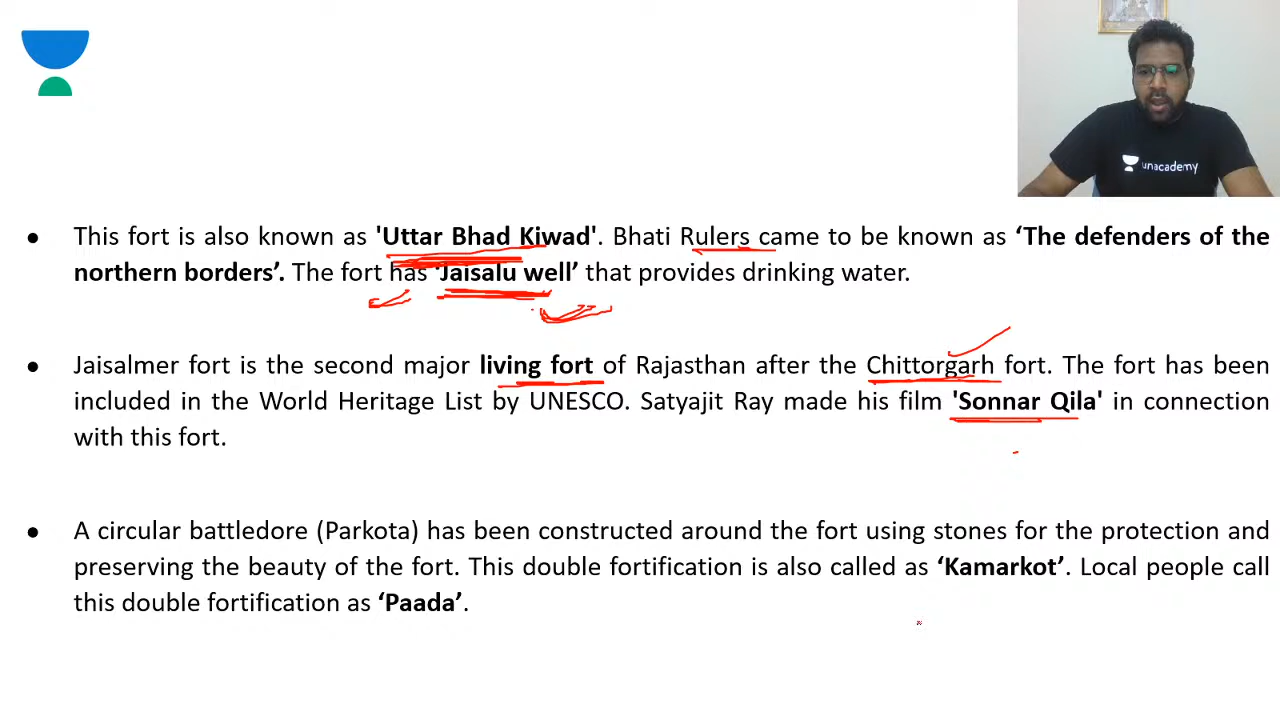 unacademy
● This fort is also known as 'Uttar Bhad Kiwad'. Bhati Rulers came to be known as ‘The defenders of the
northern borders’. The fort has ‘Jaisalu well’ that provides drinking water.
● Jaisalmer fort is the second major living fort of Rajasthan after the Chittorgarh fort. The fort has been
included in the World Heritage List by UNESCO. Satyajit Ray made his film 'Sonnar Qila' in connection
with this fort.
● A circular battledore (Parkota) has been constructed around the fort using stones for the protection and
preserving the beauty of the fort. This double fortification is also called as ‘Kamarkot’. Local people call
this double fortification as ‘Paada’.